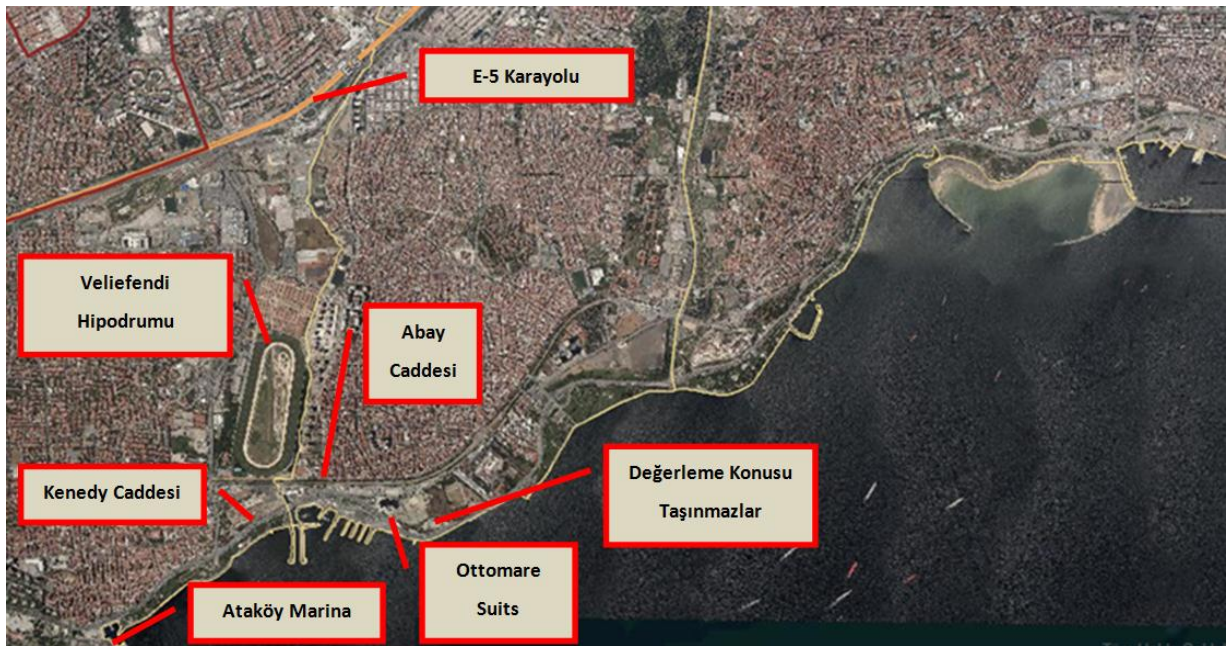 E-5 Karayolu
Veliefendi
Hipodrumu
Abay
Caddesi
Kenedy Caddesi
Değerleme Konusu
Taşınmazlar
Ottomare
Suits
Ataköy Marina